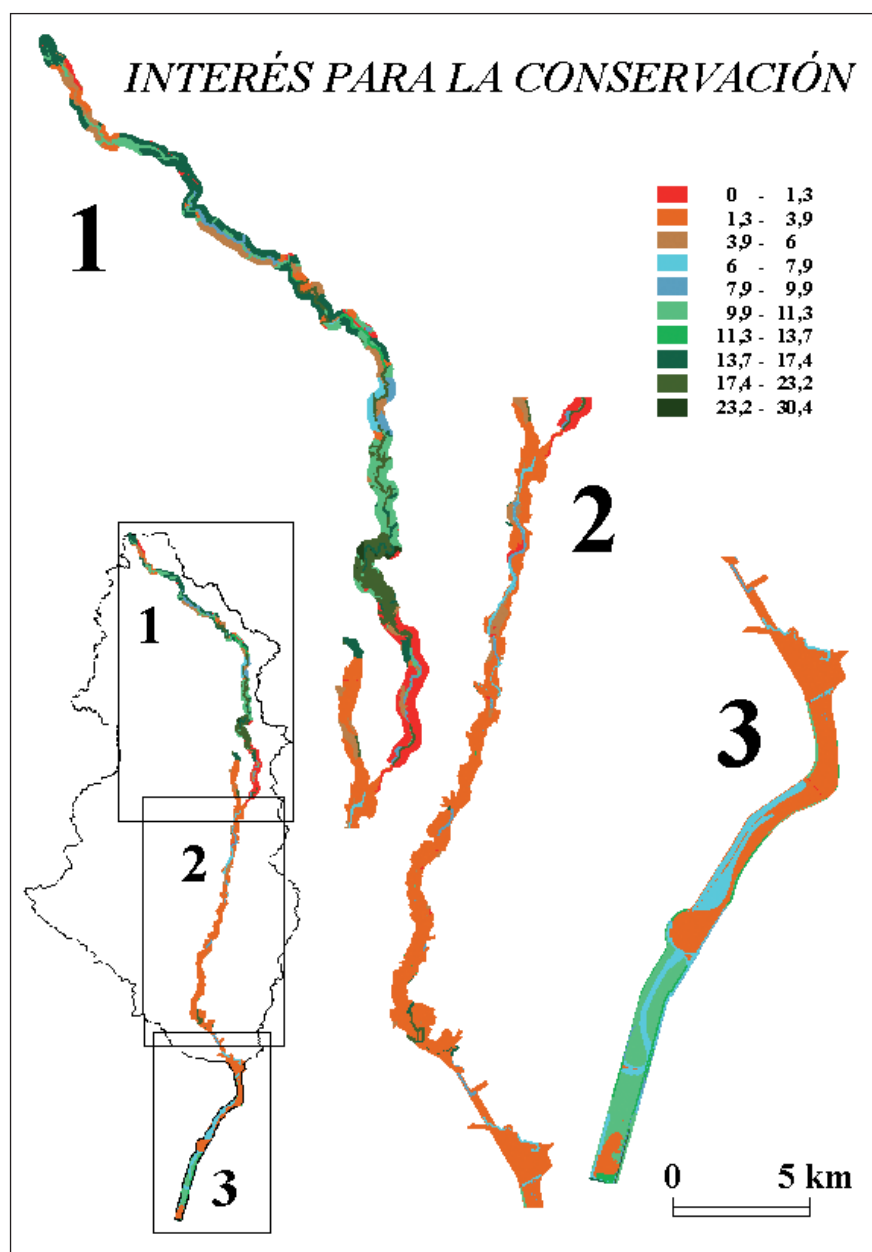 INTERÉS PARA LA CONSERVACIÓN
1
0 - 1,3
1,3 - 3,9
3,9 - 6
6 - 7,9
7,9 - 9,9
9,9 - 11,3
11,3 - 13,7
13,7 - 17,4
17,4 - 23,2
23,2 - 30,4
2
1
3
2
3
0 5 km